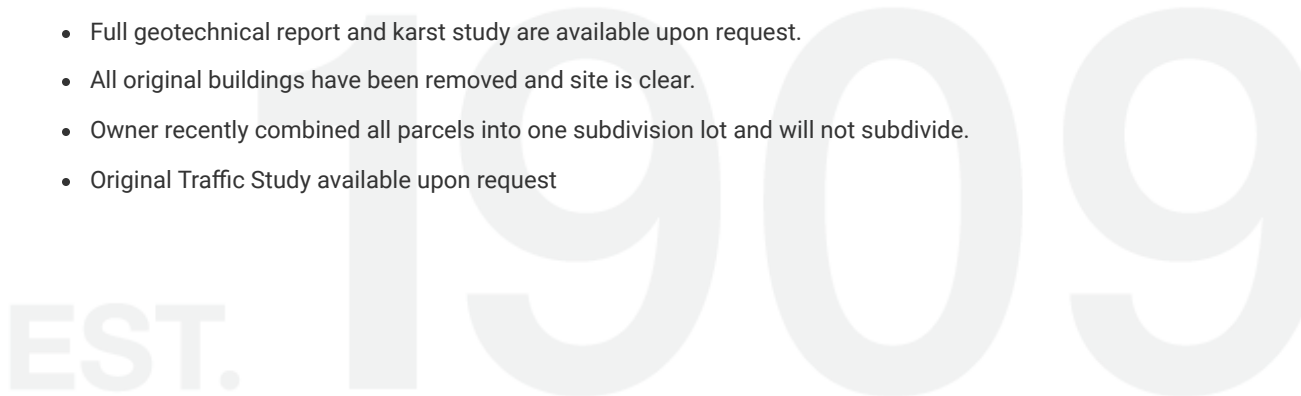 • Full geotechnical report and karst study are available upon request.
• All original buildings have been removed and site is clear.
• Owner recently combined all parcels into one subdivision lot and will not subdivide.
• Original Traffic Study available upon request
EST. 1909